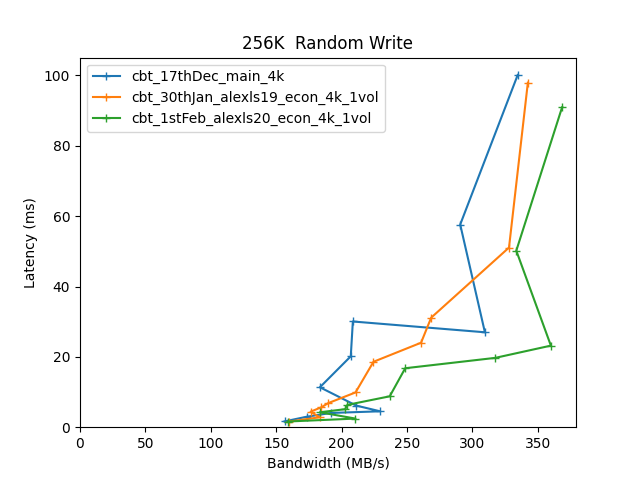 256K  Random Write
cbt_17thDec_main_4k
cbt_30thJan_alexls19_econ_4k_1vol
cbt_1stFeb_alexls20_econ_4k_1vol
Latency (ms)
100
80
60
40
20
0
0
50
100
150
200
250
300
350
Bandwidth (MB/s)